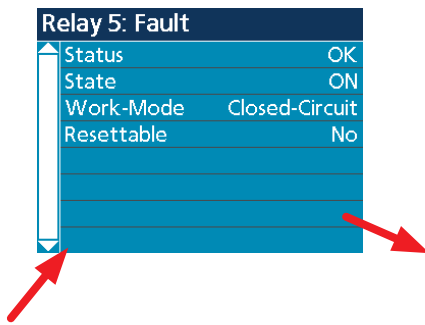 Relay 5: Fault
Status OK
State ON
Work-Mode Closed-Circuit
Resettable No